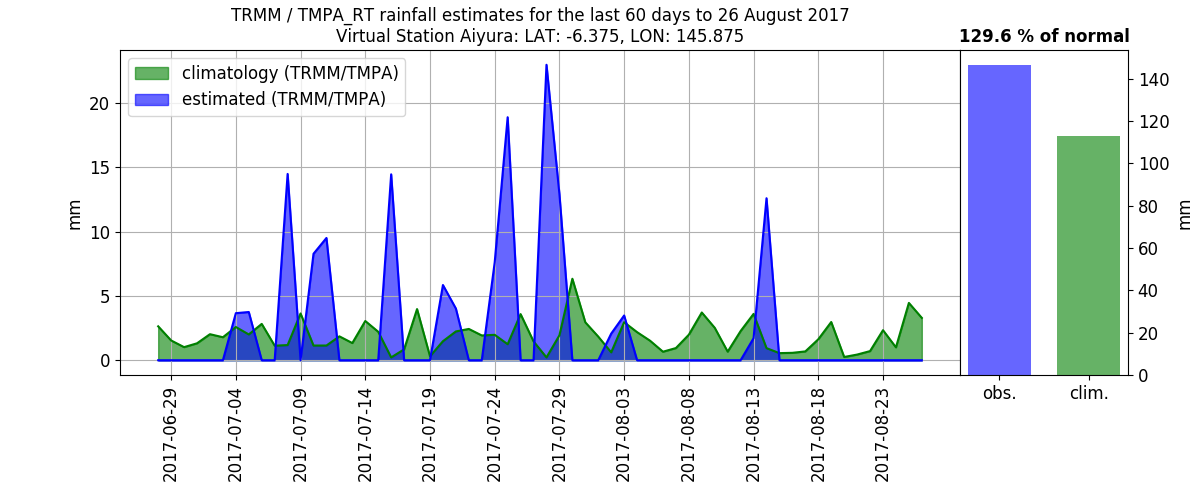 TRMM / TMPA_RT rainfall estimates for the last 60 days to 26 August 2017
Virtual Station Aiyura: LAT: -6.375, LON: 145.875
129.6 % of normal
climatology (TRMM/TMPA)
estimated (TRMM/TMPA)
20
15
10
5
0
mm
140
120
100
80
60
40
20
0
mm
obs.
clim.
2017-06-29
2017-07-04
2017-07-09
2017-07-14
2017-07-19
2017-07-24
2017-07-29
2017-08-03
2017-08-08
2017-08-13
2017-08-18
2017-08-23